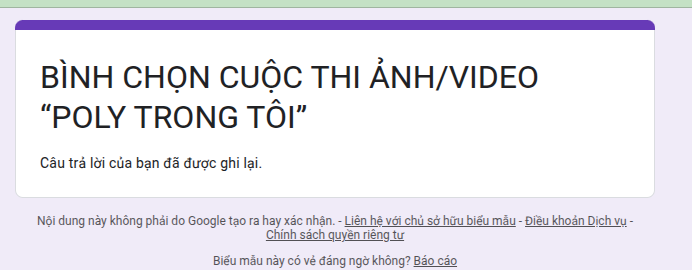 BÌNH CHỌN CUỘC THI ẢNH/VIDEO
“POLY TRONG TÔI”
Câu trả lời của bạn đã được ghi lại.
Nội dung này không phải do Google tạo ra hay xác nhận. - Liên hệ với chủ sở hữu biểu mẫu - Điều khoản Dịch vụ -
Chính sách quyền riêng tư
Biểu mẫu này có vẻ đáng ngờ không? Báo cáo